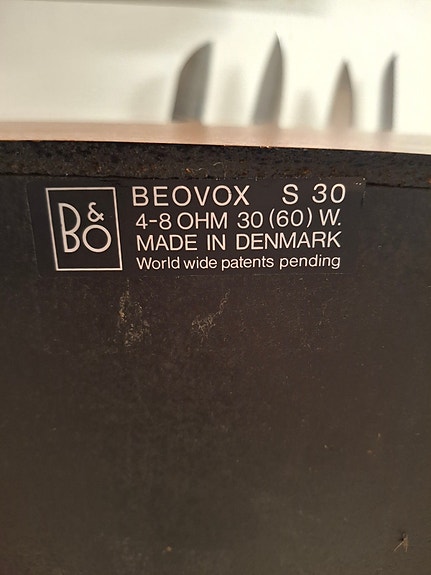 B&O
BEOVOX S 30
4-8 OHM 30 (60) W.
MADE IN DENMARK
World wide patents pending